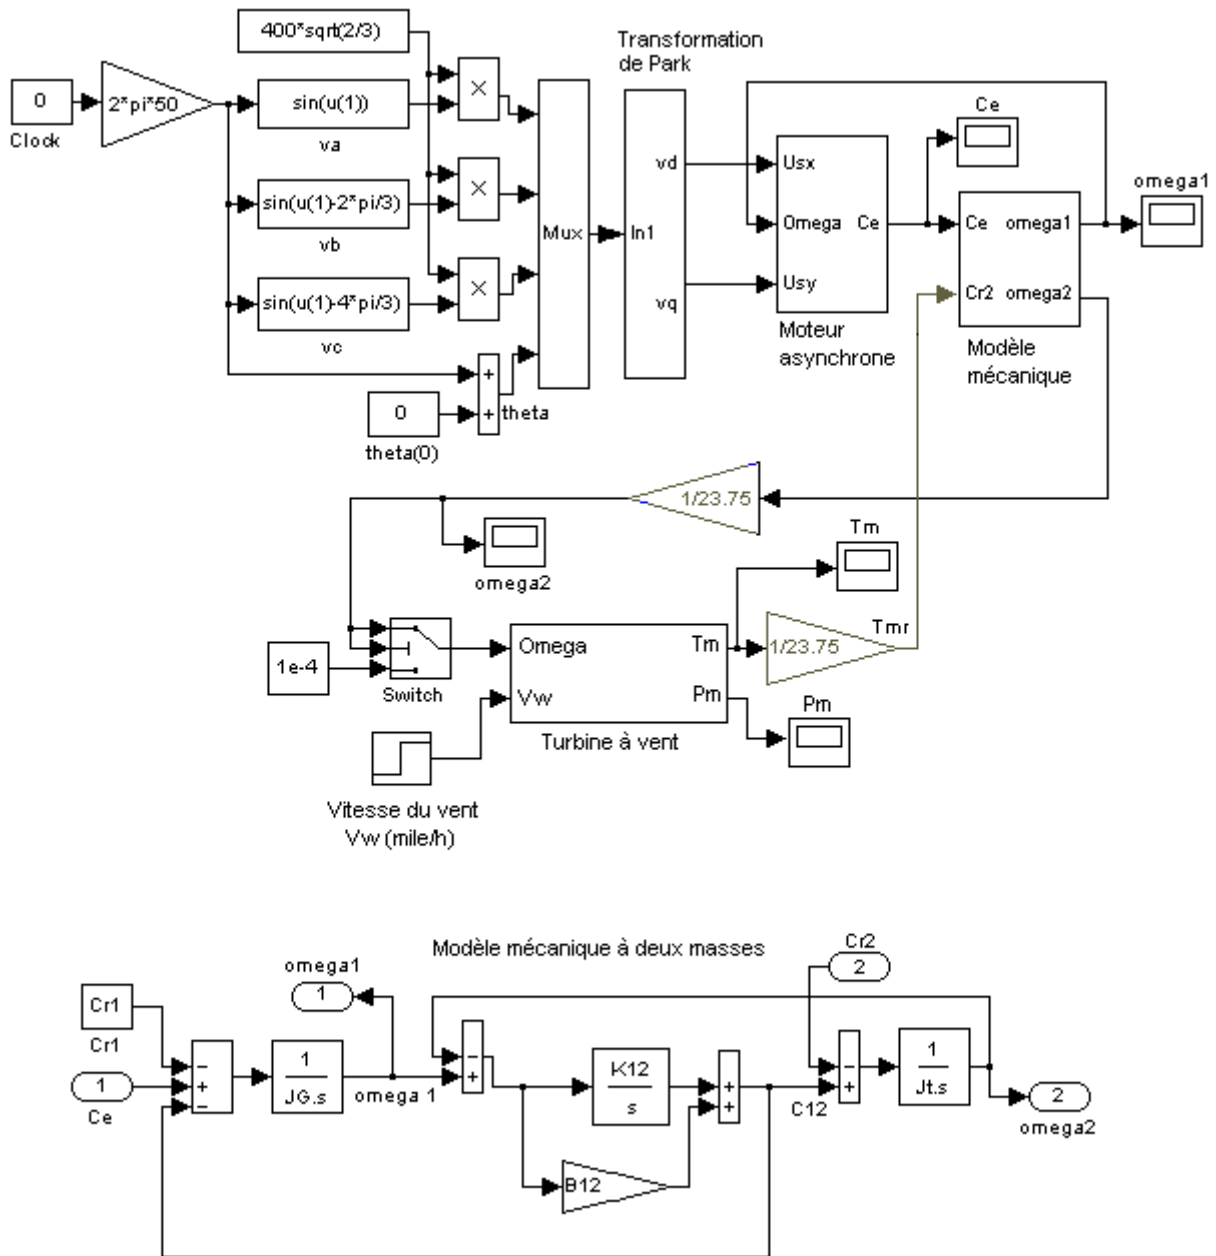 400*sqrt(2/3)
Transformation
de Park
0
Clock
2*pi*50
sin(u(1))
va
×
sin(u(1)-2*pi/3)
vb
×
sin(u(1)-4*pi/3)
vc
×
+
+
theta
0
theta(0)
Mux
In1
vd
vq
Usx
Omega
Ce
Usy
Moteur
asynchrone
Ce
Ce
omega1
Cr2
omega2
Modèle
mécanique
omega1
1/23.75
omega2
Tm
1e-4
Switch
Omega
Tm
Vw
Pm
Turbine à vent
1/23.75
Tmr
Pm
Vitesse du vent
Vw (mile/h)
Modèle mécanique à deux masses
Cr2
2
omega1
1
Cr1
Cr1
1
Ce
−
+
−
1
JG.s
omega 1
−
+
K12
s
B12
+
+
C12
−
+
1
Jt.s
2
omega2